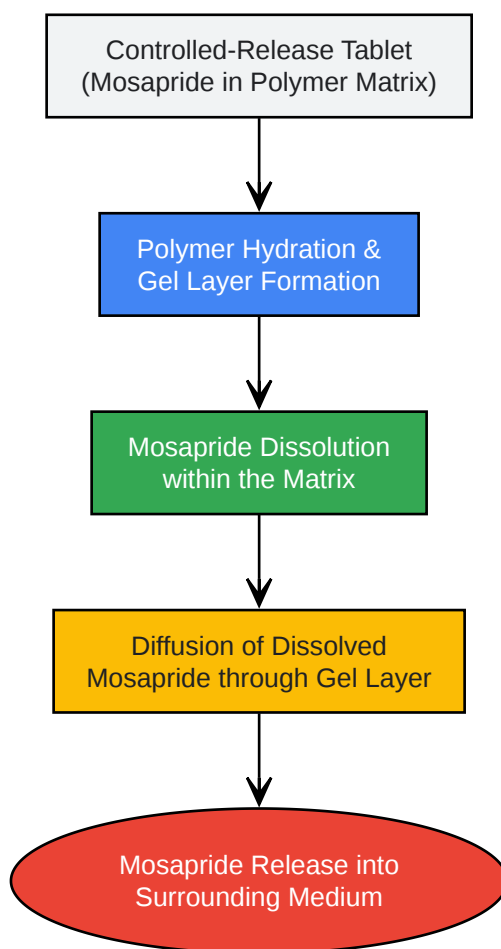 Controlled-Release Tablet
(Mosapride in Polymer Matrix)
Polymer Hydration &
Gel Layer Formation
Mosapride Dissolution
within the Matrix
Diffusion of Dissolved
Mosapride through Gel Layer
Mosapride Release into
Surrounding Medium